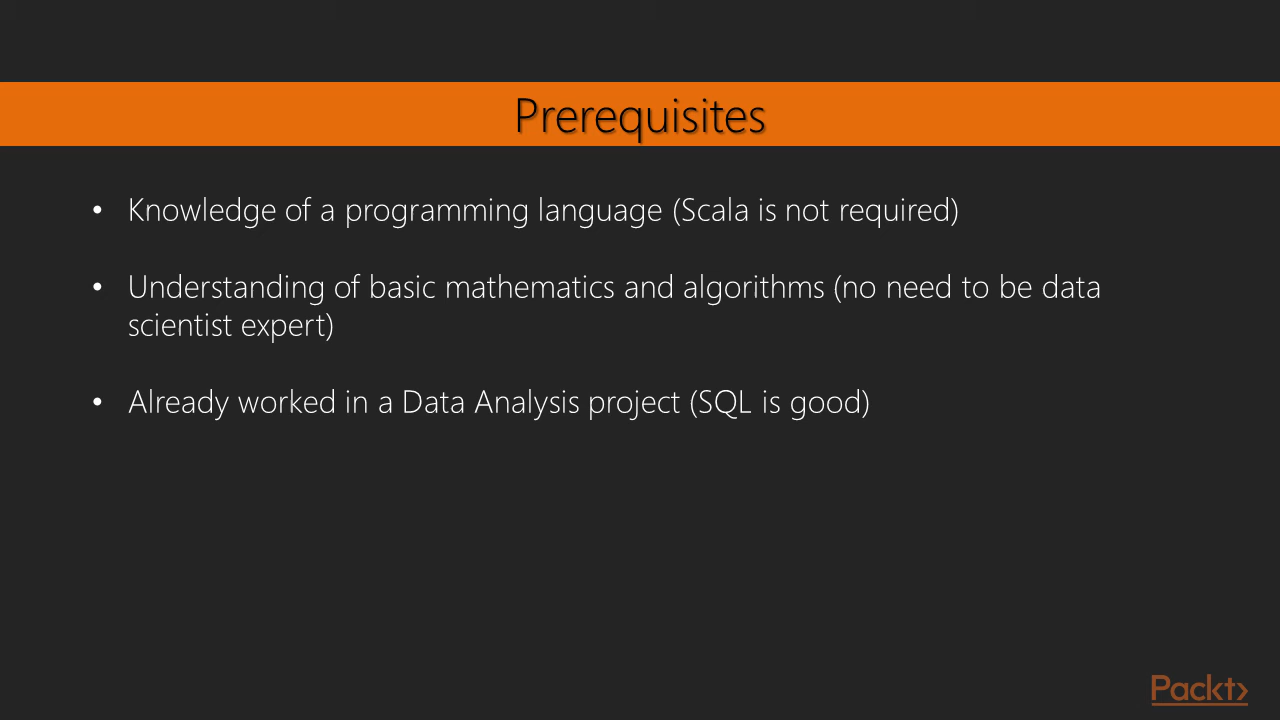 Prerequisites
• Knowledge of a programming language (Scala is not required)
• Understanding of basic mathematics and algorithms (no need to be data
scientist expert)
• Already worked in a Data Analysis project (SQL is good)
Packt>